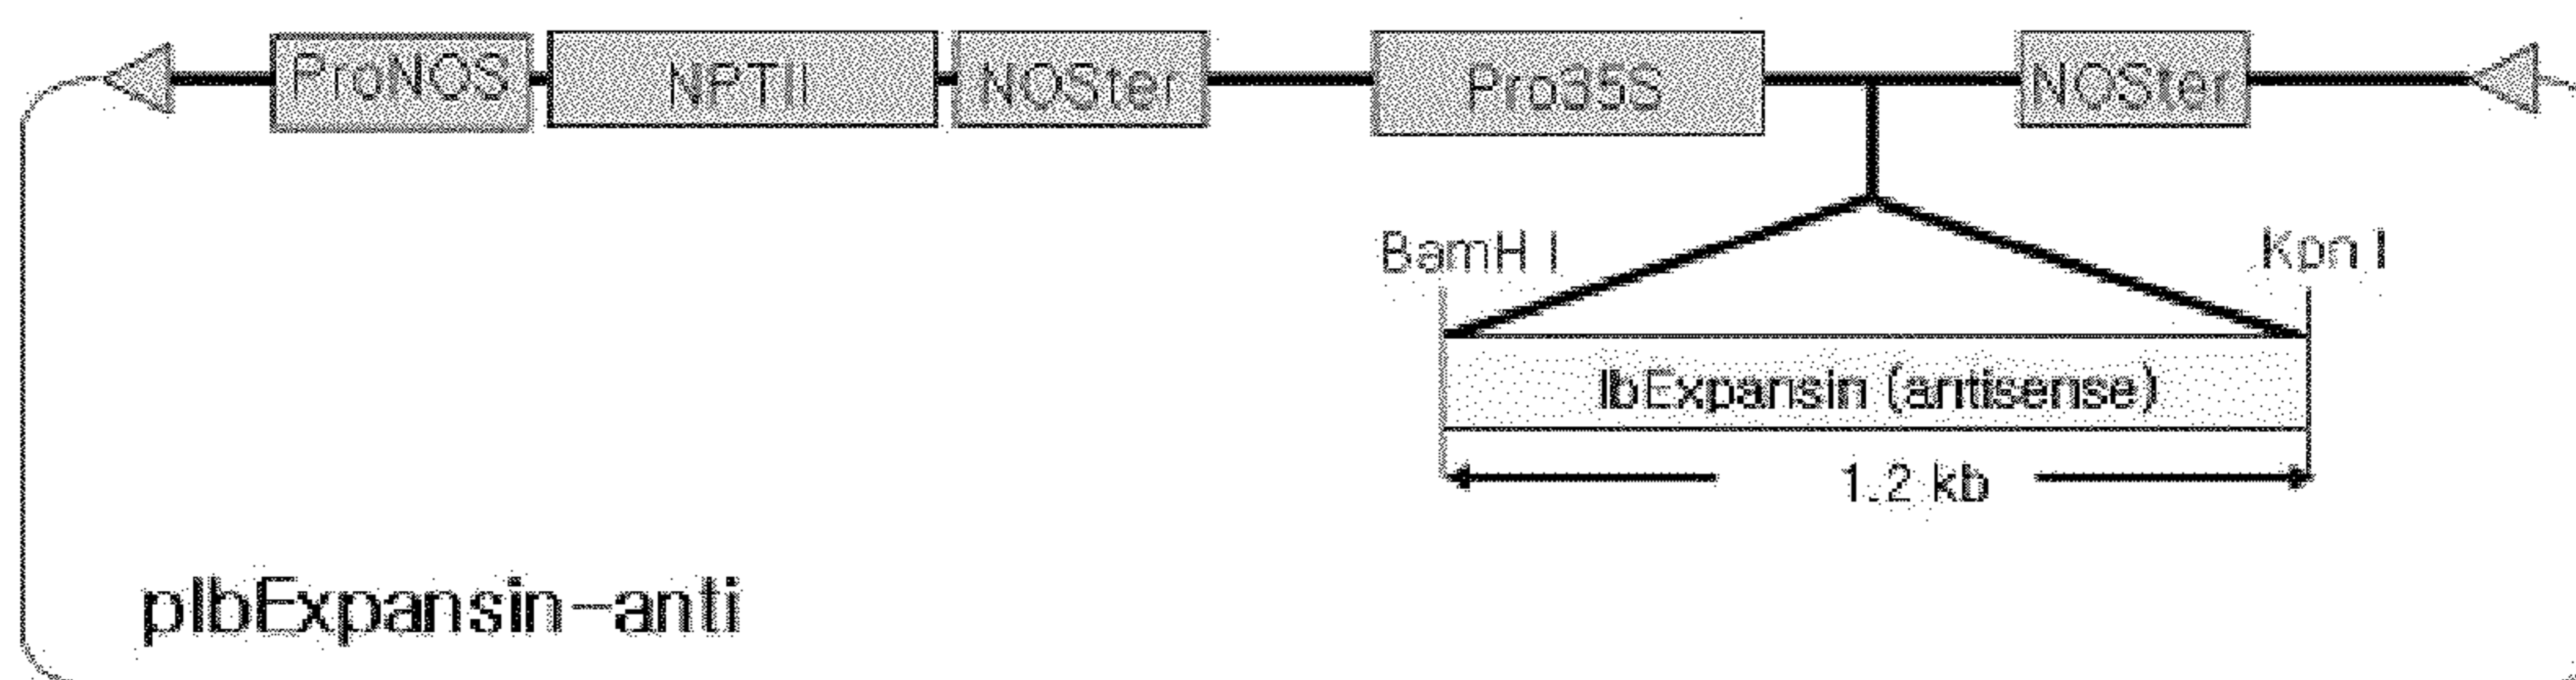 ProNOS NPTII NOSter Pro35S NOSter
BamH I Kpn I
IbExpansin (antisense)
1.2 kb
pIbExpansin-anti